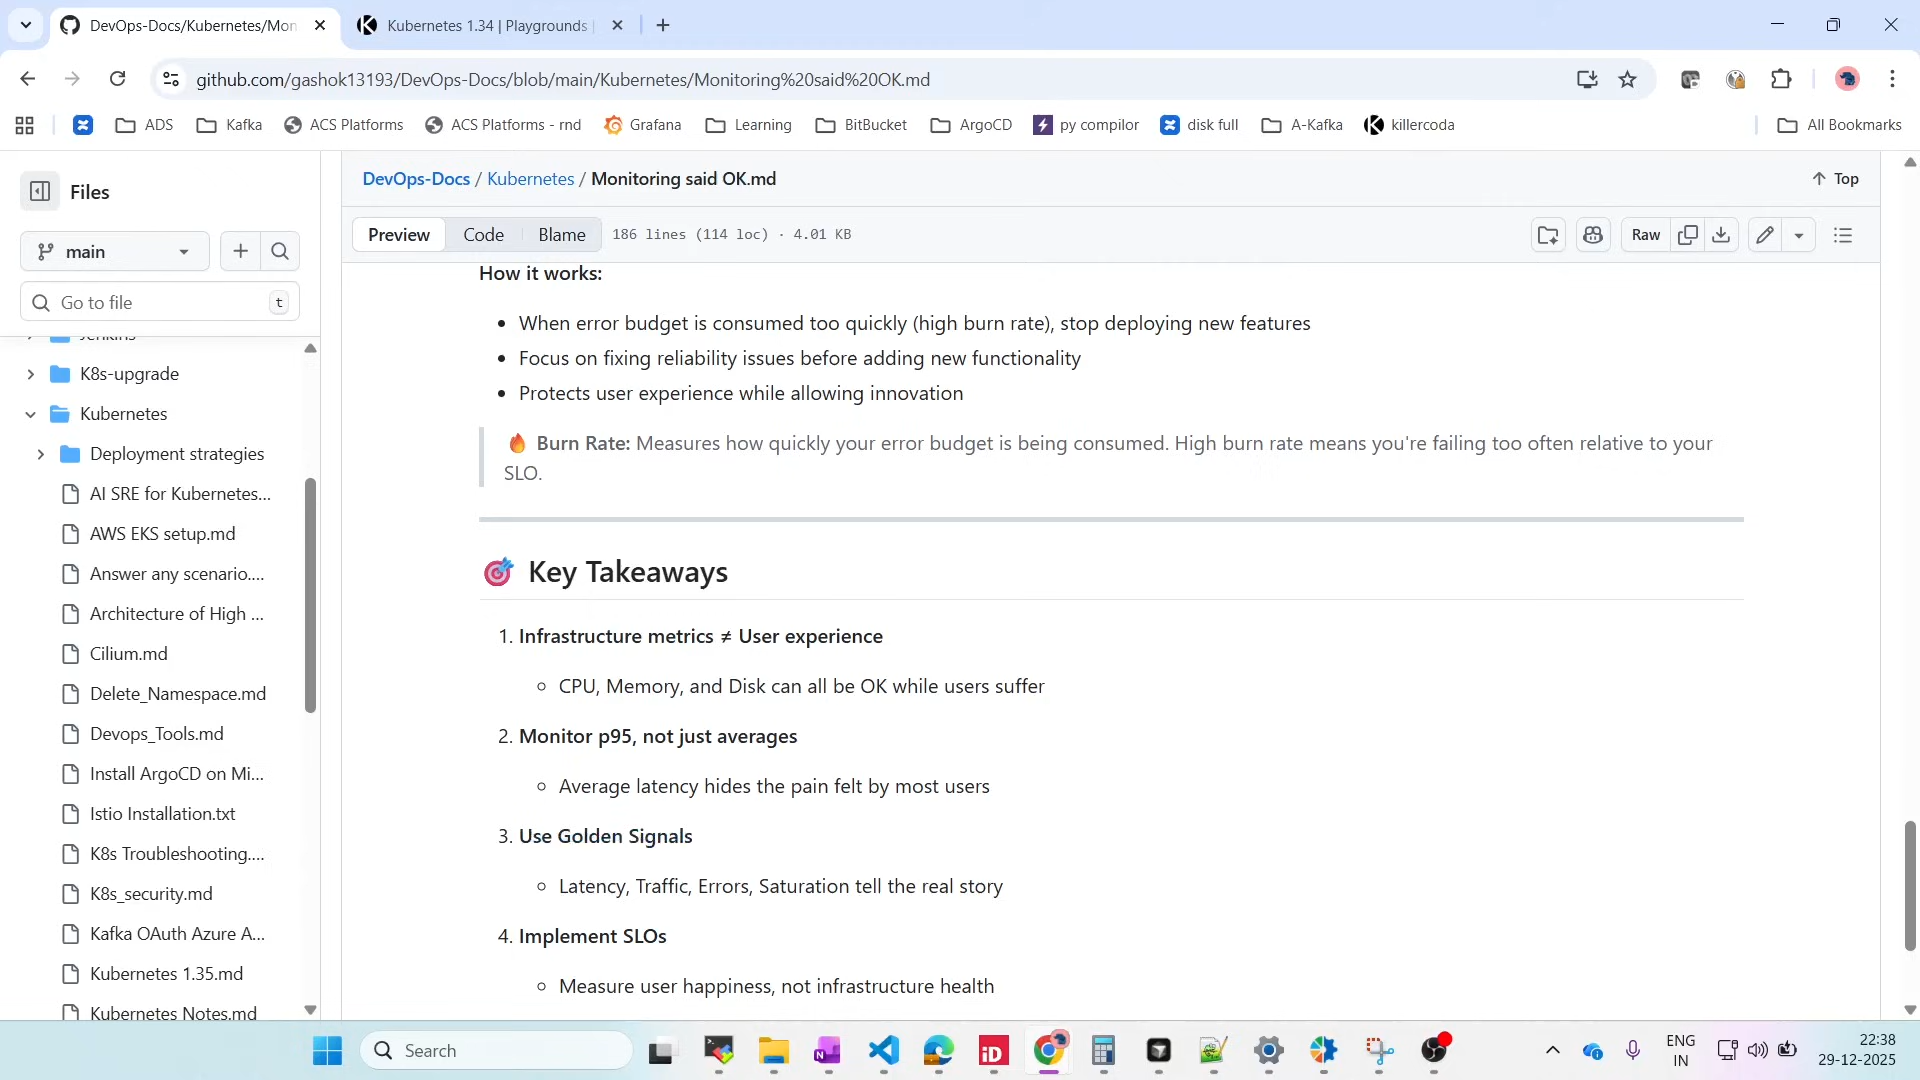 DevOps-Docs/Kubernetes/Mon
Kubernetes 1.34 | Playgrounds
github.com/gashok13193/DevOps-Docs/blob/main/Kubernetes/Monitoring%20said%20OK.md
ADS
Kafka
ACS Platforms
ACS Platforms - rnd
Grafana
Learning
BitBucket
ArgoCD
py compilor
disk full
A-Kafka
killercoda
All Bookmarks
Files
main
Go to file
t
Jenkins
K8s-upgrade
Kubernetes
Deployment strategies
AI SRE for Kubernetes...
AWS EKS setup.md
Answer any scenario....
Architecture of High ...
Cilium.md
Delete_Namespace.md
Devops_Tools.md
Install ArgoCD on Mi...
Istio Installation.txt
K8s Troubleshooting....
K8s_security.md
Kafka OAuth Azure A...
Kubernetes 1.35.md
Kubernetes Notes.md
DevOps-Docs / Kubernetes / Monitoring said OK.md
Top
Preview
Code
Blame
186 lines (114 loc) · 4.01 KB
Raw
How it works:
• When error budget is consumed too quickly (high burn rate), stop deploying new features
• Focus on fixing reliability issues before adding new functionality
• Protects user experience while allowing innovation
🔥 Burn Rate: Measures how quickly your error budget is being consumed. High burn rate means you're failing too often relative to your
SLO.
🎯 Key Takeaways
1. Infrastructure metrics ≠ User experience
○ CPU, Memory, and Disk can all be OK while users suffer
2. Monitor p95, not just averages
○ Average latency hides the pain felt by most users
3. Use Golden Signals
○ Latency, Traffic, Errors, Saturation tell the real story
4. Implement SLOs
○ Measure user happiness, not infrastructure health
Search
iD
ENG
IN
22:38
29-12-2025